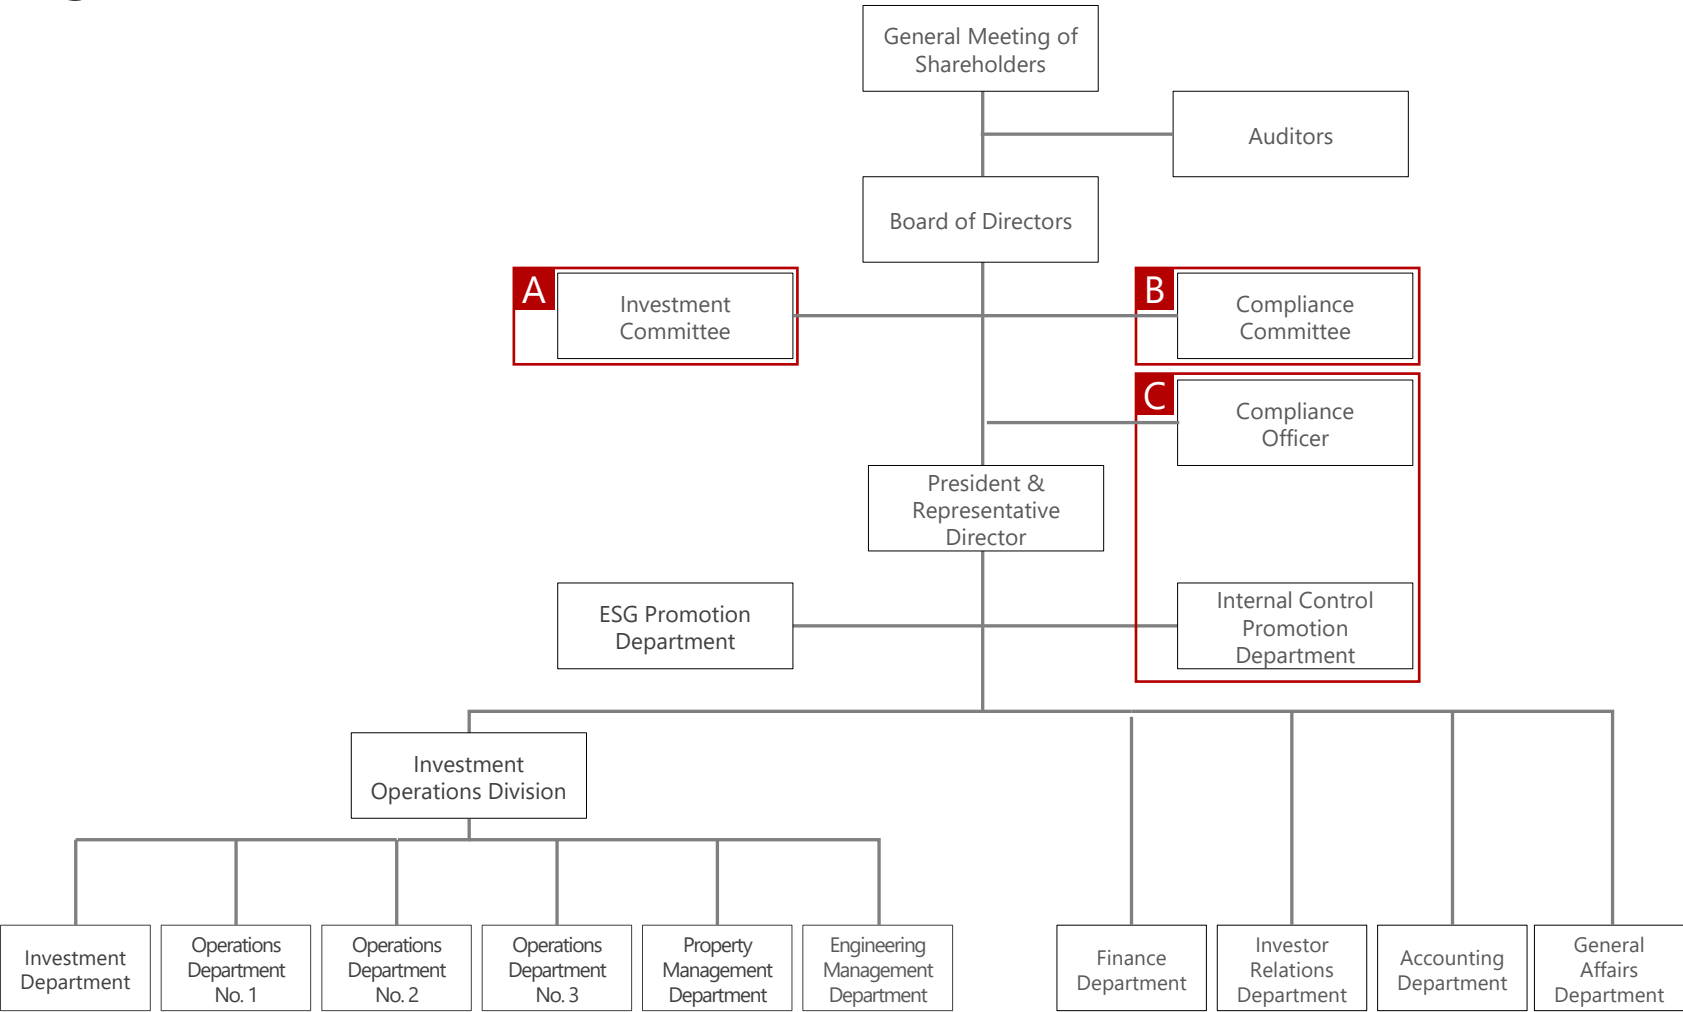 General Meeting of
Shareholders
Auditors
Board of Directors
A
Investment
Committee
B
Compliance
Committee
C
Compliance
Officer
President &
Representative
Director
ESG Promotion
Department
Internal Control
Promotion
Department
Investment
Operations Division
Investment
Department
Operations
Department
No. 1
Operations
Department
No. 2
Operations
Department
No. 3
Property
Management
Department
Engineering
Management
Department
Finance
Department
Investor
Relations
Department
Accounting
Department
General
Affairs
Department